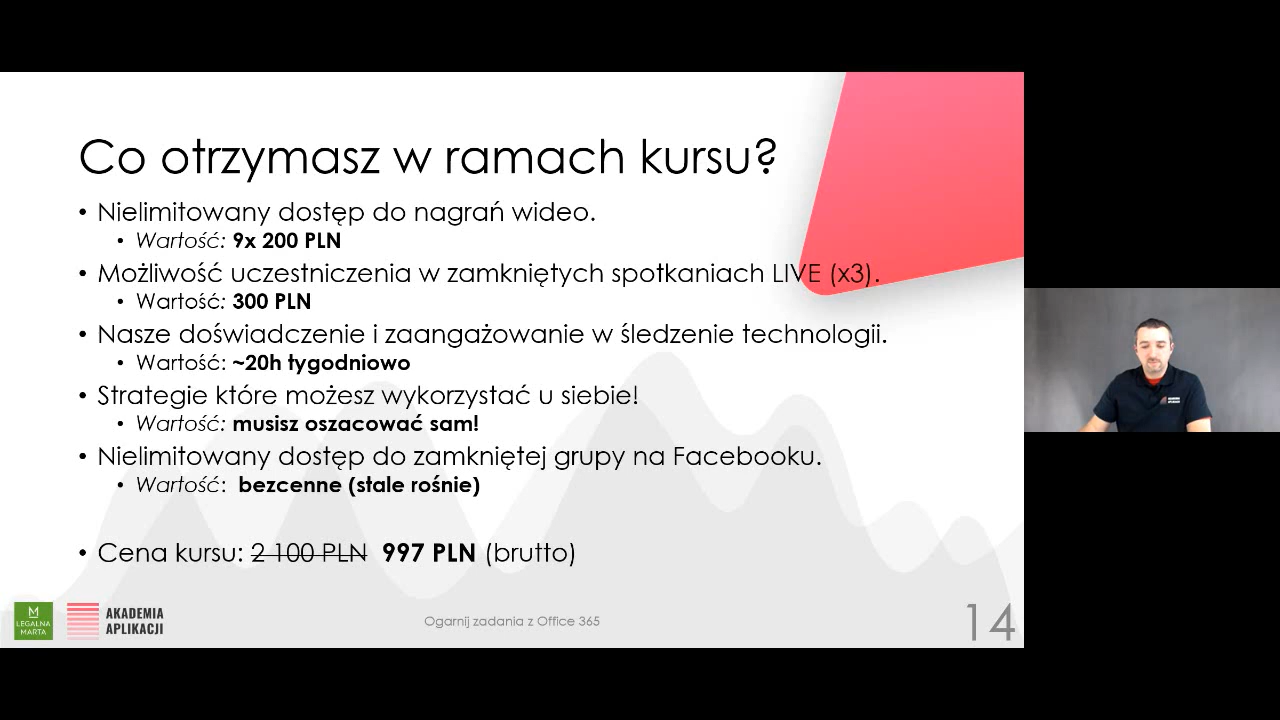 Co otrzymasz w ramach kursu?
• Nielimitowany dostęp do nagrań wideo.
• Wartość: 9x 200 PLN
• Możliwość uczestniczenia w zamkniętych spotkaniach LIVE (x3).
• Wartość: 300 PLN
• Nasze doświadczenie i zaangażowanie w śledzenie technologii.
• Wartość: ~20h tygodniowo
• Strategie które możesz wykorzystać u siebie!
• Wartość: musisz oszacować sam!
• Nielimitowany dostęp do zamkniętej grupy na Facebooku.
• Wartość: bezcenne (stale rośnie)
• Cena kursu: 2 100 PLN 997 PLN (brutto)
M
LEGALNA
MARTA
AKADEMIA
APLIKACJI
Ogarnij zadania z Office 365
14